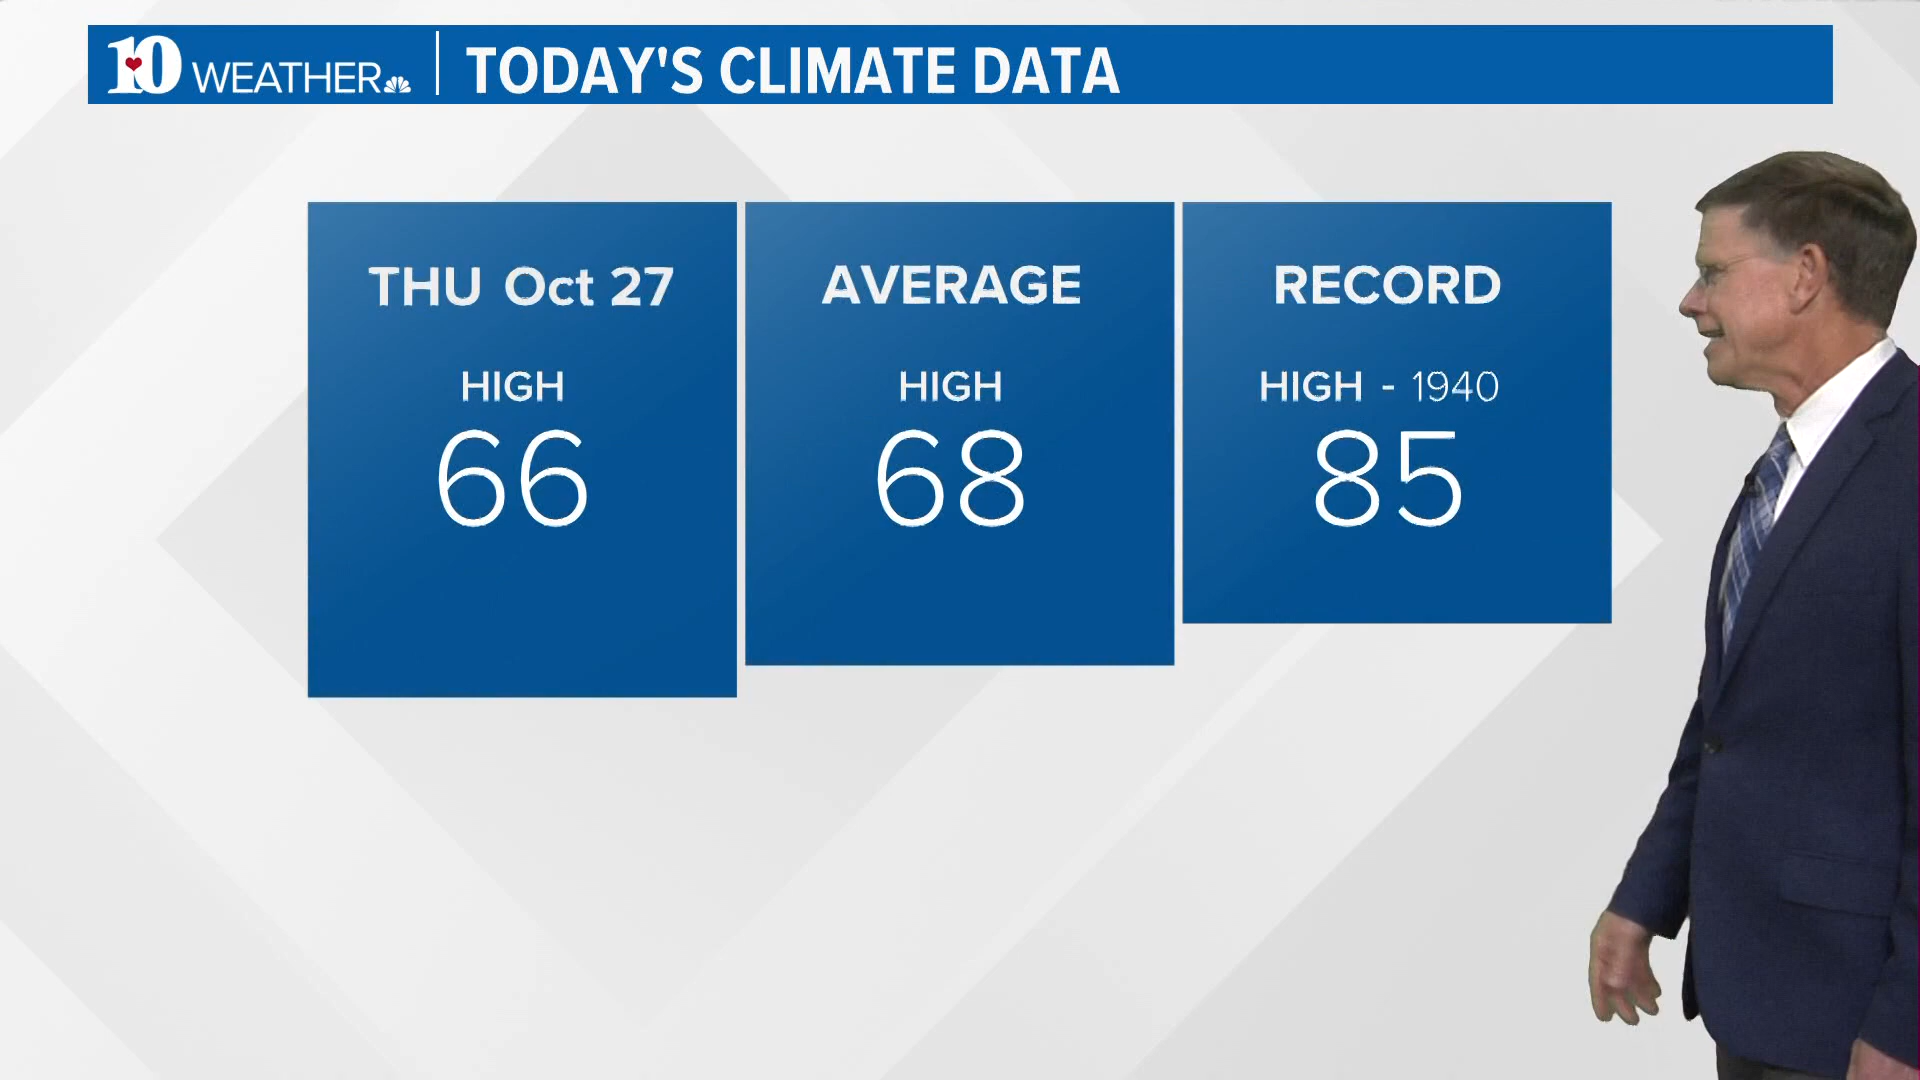 10 WEATHER TODAY'S CLIMATE DATA
THU Oct 27
HIGH
66
AVERAGE
HIGH
68
RECORD
HIGH - 1940
85